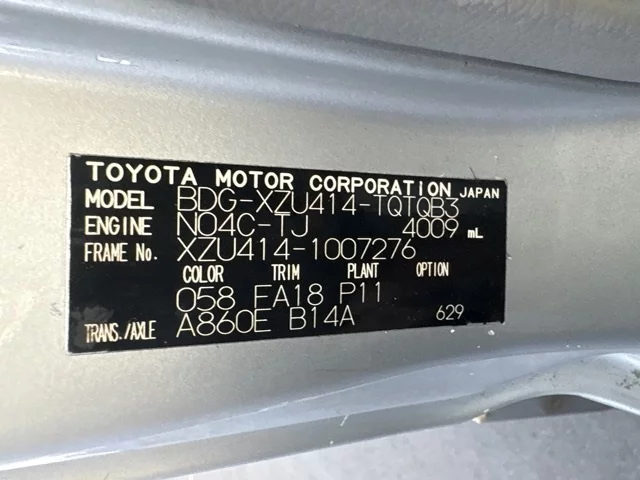 TOYOTA MOTOR CORPORATION JAPAN
MODEL BDG-XZU414-TQTQB3
ENGINE N04C-TJ 4009 mL
FRAME No. XZU414-1007276
COLOR TRIM PLANT OPTION
058 FA18 P11
TRANS./AXLE A860E B14A 629